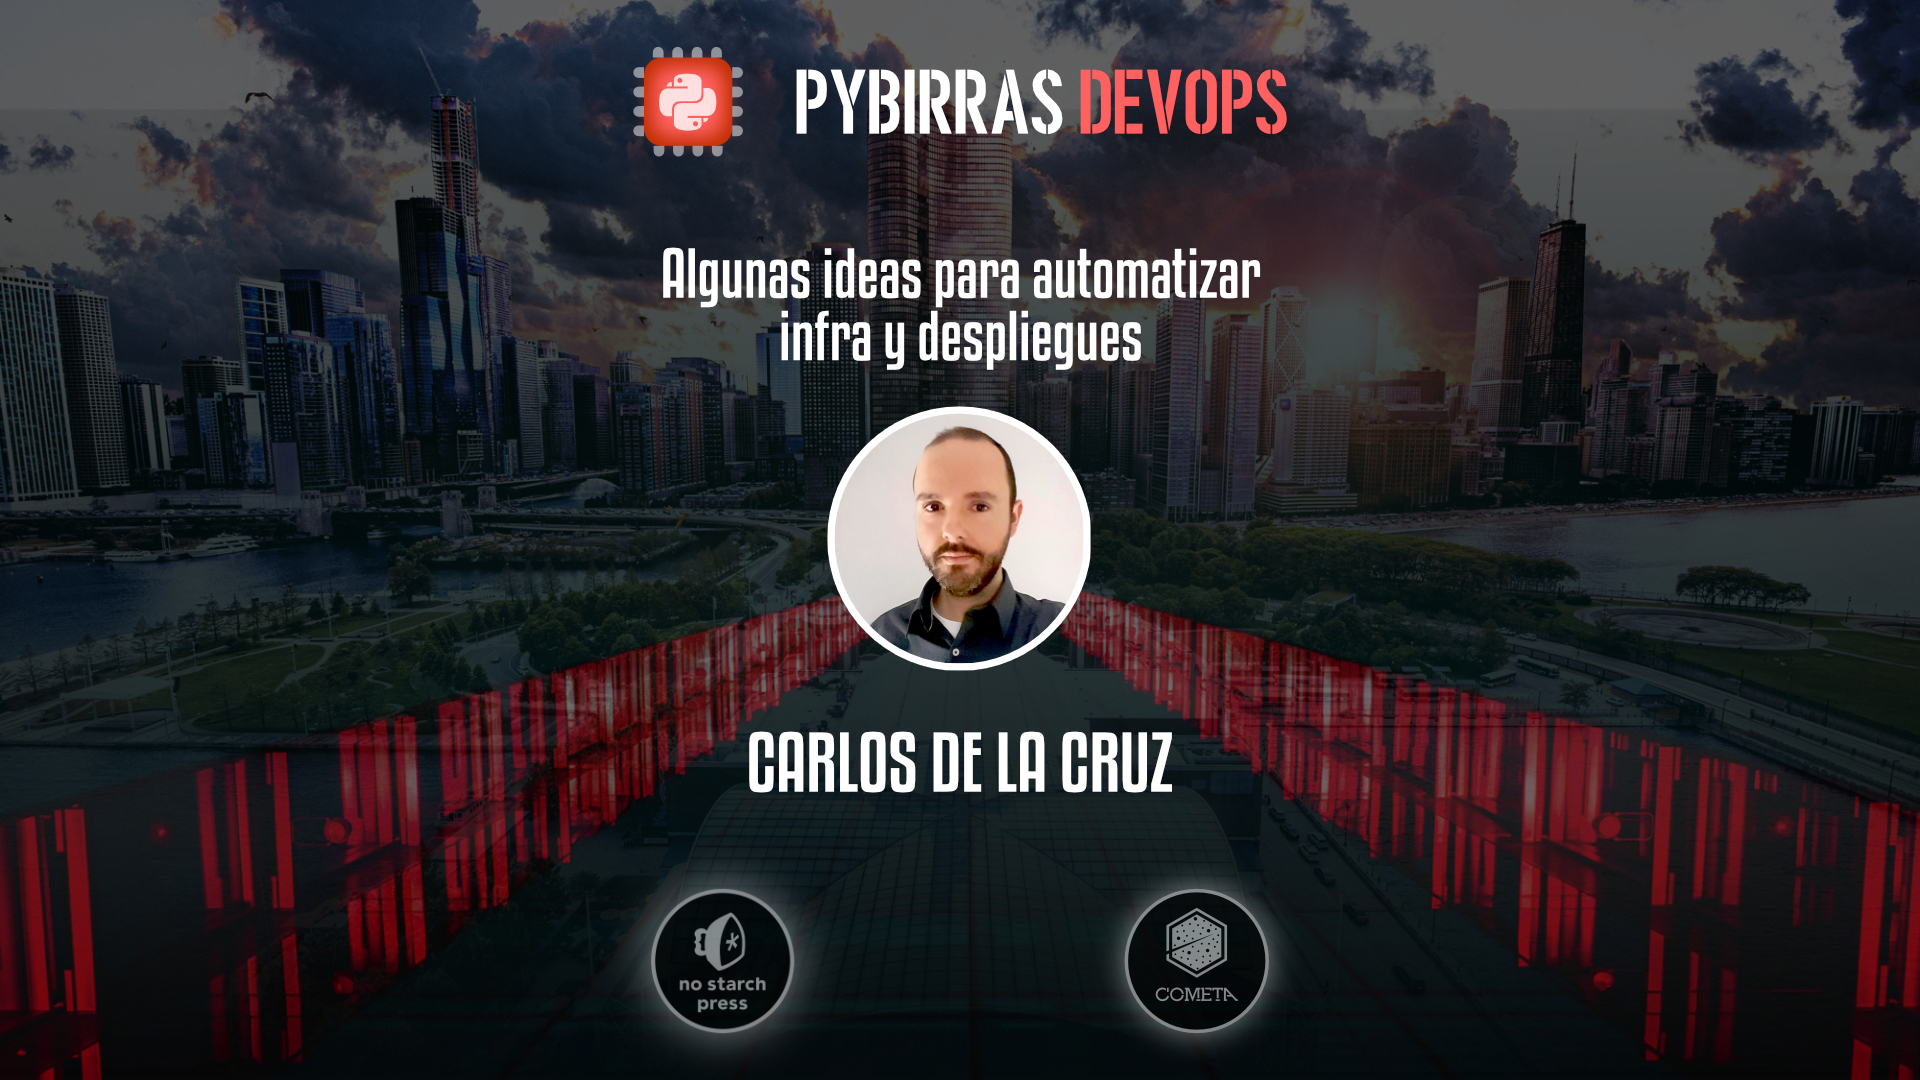 PYBIRRAS DEVOPS
Algunas ideas para automatizar
infra y despliegues
CARLOS DE LA CRUZ
no starch
press
COMETA